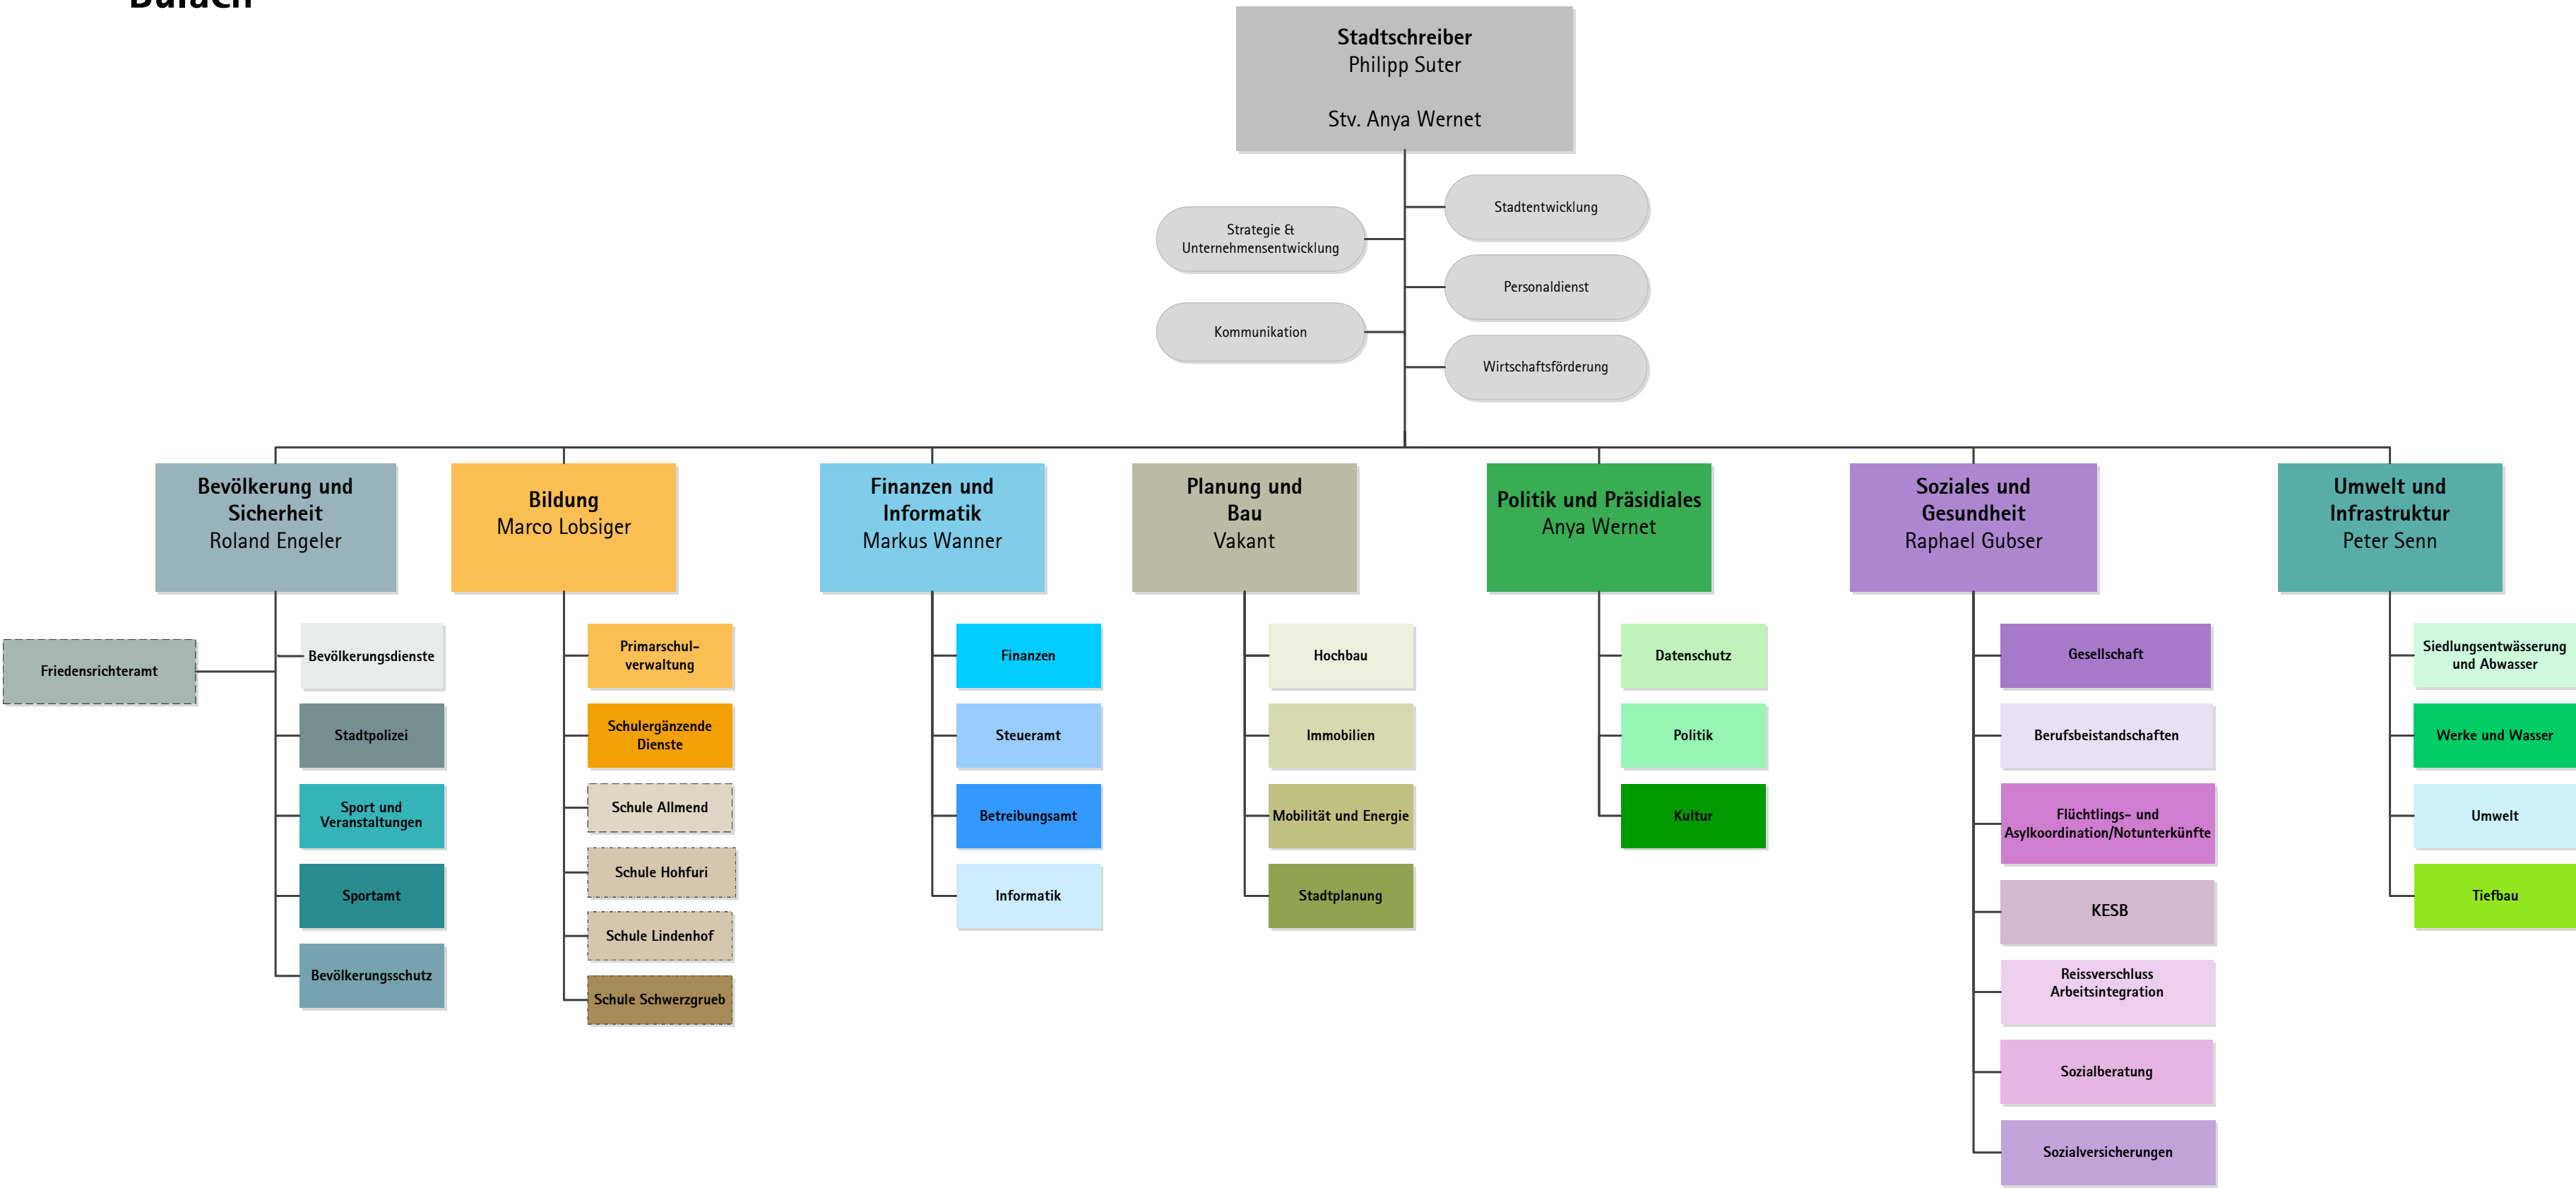 Stadtschreiber
Philipp Suter
Stv. Anya Wernet
Stadtentwicklung
Strategie &
Unternehmensentwicklung
Personaldienst
Kommunikation
Wirtschaftsförderung
Bevölkerung und
Sicherheit
Roland Engeler
Bildung
Marco Lobsiger
Finanzen und
Informatik
Markus Wanner
Planung und
Bau
Vakant
Politik und Präsidiales
Anya Wernet
Soziales und
Gesundheit
Raphael Gubser
Umwelt und
Infrastruktur
Peter Senn
Friedensrichteramt
Bevölkerungsdienste
Stadtpolizei
Sport und
Veranstaltungen
Sportamt
Bevölkerungsschutz
Primarschul-
verwaltung
Schulergänzende
Dienste
Schule Allmend
Schule Hohfuri
Schule Lindenhof
Schule Schwerzgrueb
Finanzen
Steueramt
Betreibungsamt
Informatik
Hochbau
Immobilien
Mobilität und Energie
Stadtplanung
Datenschutz
Politik
Kultur
Gesellschaft
Berufsbeistandschaften
Flüchtlings- und
Asylkoordination/Notunterkünfte
KESB
Reissverschluss
Arbeitsintegration
Sozialberatung
Sozialversicherungen
Siedlungsentwässerung
und Abwasser
Werke und Wasser
Umwelt
Tiefbau